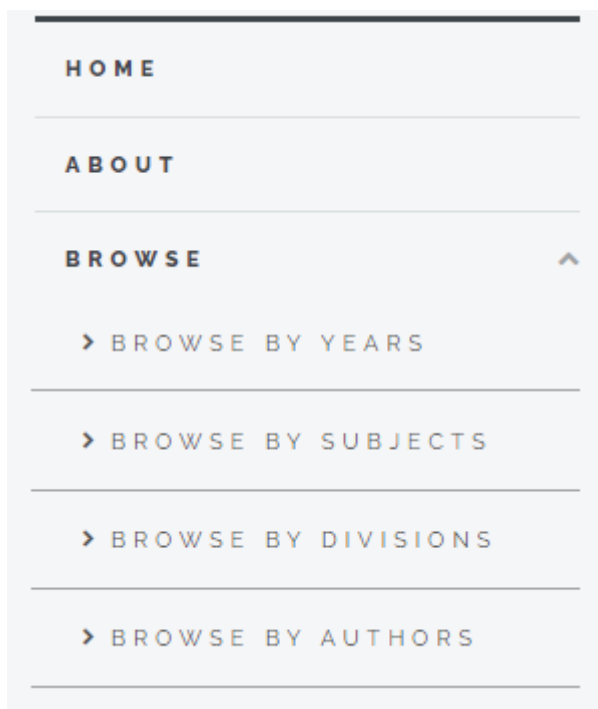 HOME
ABOUT
BROWSE
BROWSE BY YEARS
BROWSE BY SUBJECTS
BROWSE BY DIVISIONS
BROWSE BY AUTHORS